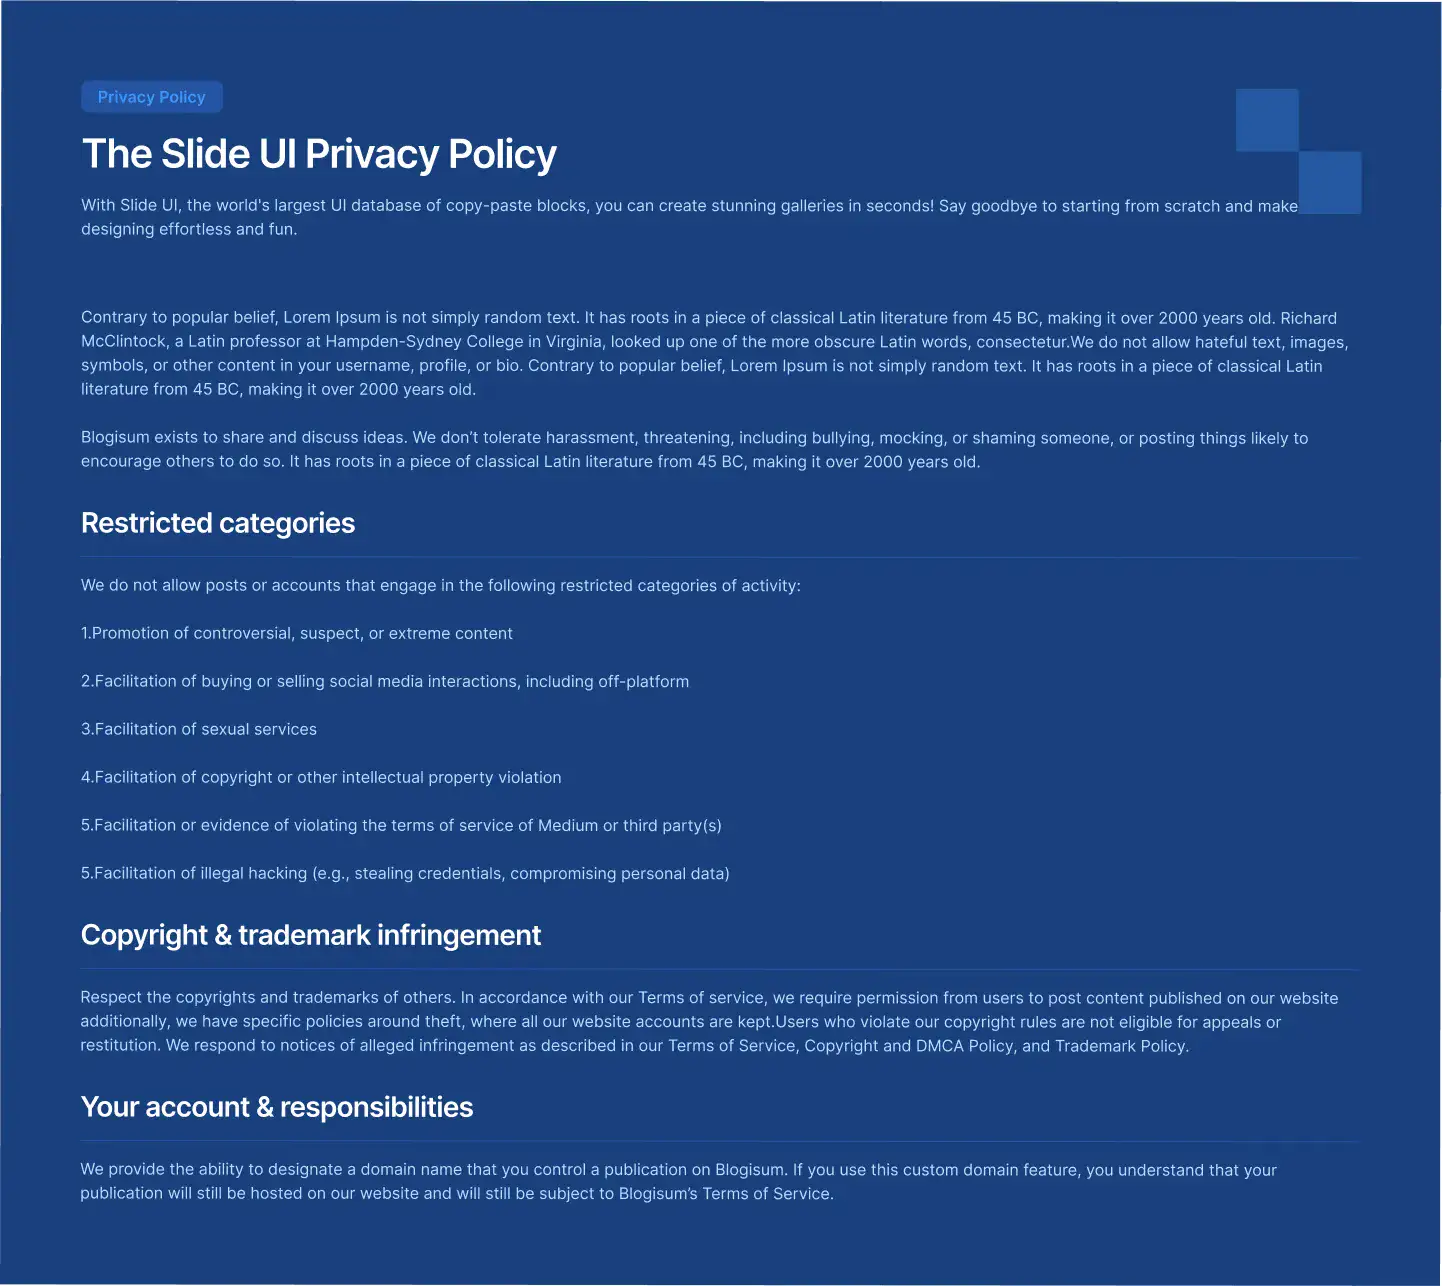 Privacy Policy
The Slide UI Privacy Policy
With Slide UI, the world's largest UI database of copy-paste blocks, you can create stunning galleries in seconds! Say goodbye to starting from scratch and make
designing effortless and fun.
Contrary to popular belief, Lorem Ipsum is not simply random text. It has roots in a piece of classical Latin literature from 45 BC, making it over 2000 years old. Richard
McClintock, a Latin professor at Hampden-Sydney College in Virginia, looked up one of the more obscure Latin words, consectetur.We do not allow hateful text, images,
symbols, or other content in your username, profile, or bio. Contrary to popular belief, Lorem Ipsum is not simply random text. It has roots in a piece of classical Latin
literature from 45 BC, making it over 2000 years old.
Blogisum exists to share and discuss ideas. We don’t tolerate harassment, threatening, including bullying, mocking, or shaming someone, or posting things likely to
encourage others to do so. It has roots in a piece of classical Latin literature from 45 BC, making it over 2000 years old.
Restricted categories
We do not allow posts or accounts that engage in the following restricted categories of activity:
1.Promotion of controversial, suspect, or extreme content
2.Facilitation of buying or selling social media interactions, including off-platform
3.Facilitation of sexual services
4.Facilitation of copyright or other intellectual property violation
5.Facilitation or evidence of violating the terms of service of Medium or third party(s)
5.Facilitation of illegal hacking (e.g., stealing credentials, compromising personal data)
Copyright & trademark infringement
Respect the copyrights and trademarks of others. In accordance with our Terms of service, we require permission from users to post content published on our website
additionally, we have specific policies around theft, where all our website accounts are kept.Users who violate our copyright rules are not eligible for appeals or
restitution. We respond to notices of alleged infringement as described in our Terms of Service, Copyright and DMCA Policy, and Trademark Policy.
Your account & responsibilities
We provide the ability to designate a domain name that you control a publication on Blogisum. If you use this custom domain feature, you understand that your
publication will still be hosted on our website and will still be subject to Blogisum’s Terms of Service.